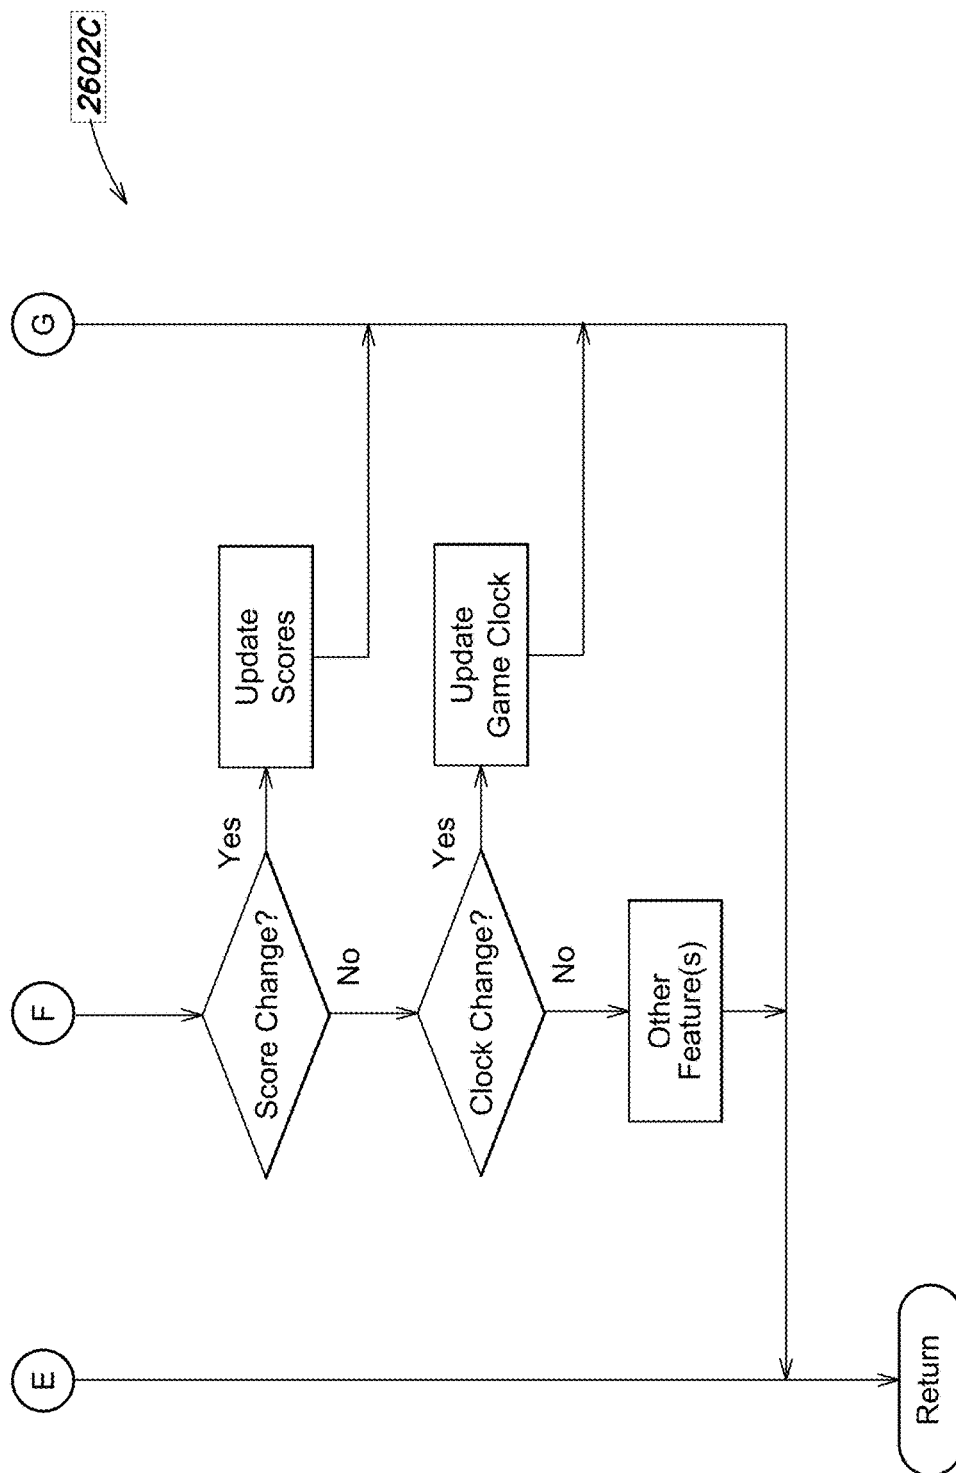 2602C
E
F
G
Score Change?
Yes
No
Update
Scores
Clock Change?
Yes
No
Update
Game Clock
Other
Feature(s)
Return